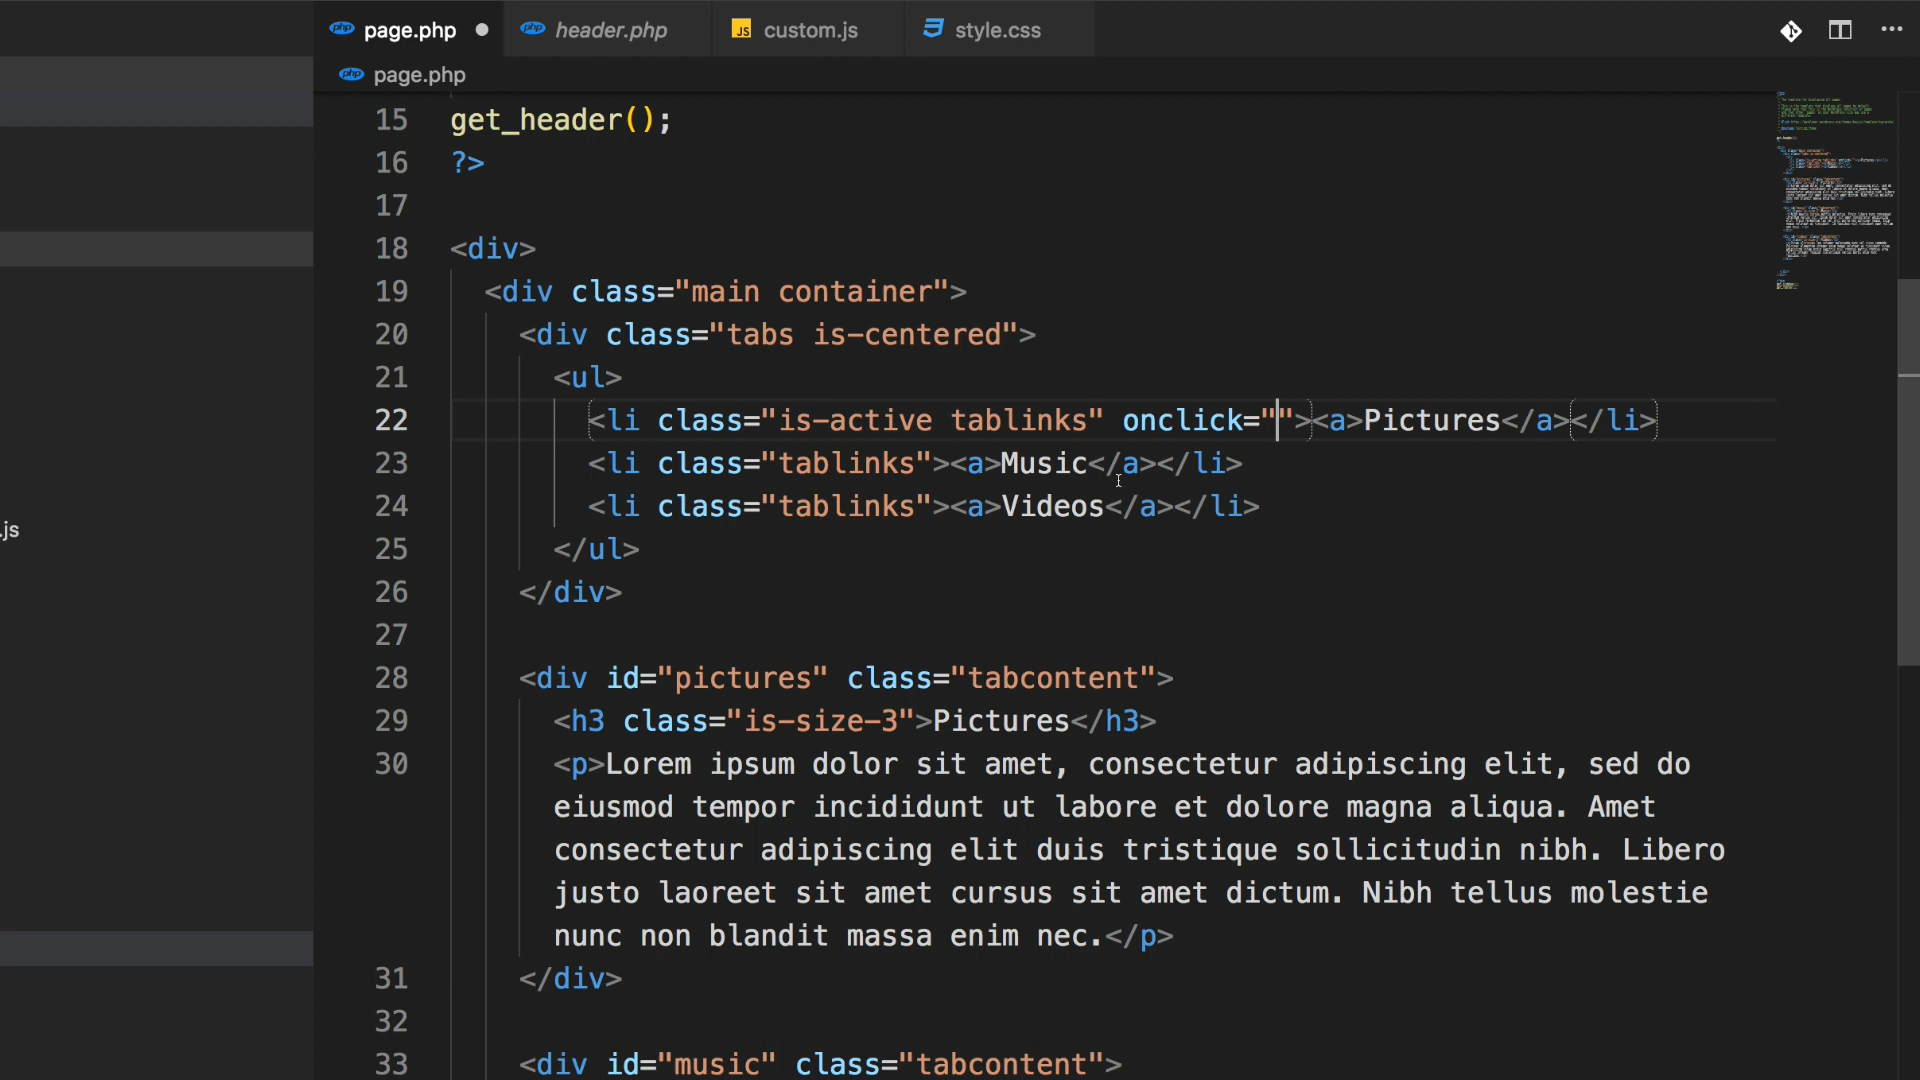 page.php header.php JS custom.js style.css
php page.php
15 get_header();
16 ?>
17
18 <div>
19 <div class="main container">
20 <div class="tabs is-centered">
21 <ul>
22 <li class="is-active tablinks" onclick=""><a>Pictures</a></li>
23 <li class="tablinks"><a>Music</a></li>
24 <li class="tablinks"><a>Videos</a></li>
25 </ul>
.js
26 </div>
27
28 <div id="pictures" class="tabcontent">
29 <h3 class="is-size-3">Pictures</h3>
30 <p>Lorem ipsum dolor sit amet, consectetur adipiscing elit, sed do
eiusmod tempor incididunt ut labore et dolore magna aliqua. Amet
consectetur adipiscing elit duis tristique sollicitudin nibh. Libero
justo laoreet sit amet cursus sit amet dictum. Nibh tellus molestie
nunc non blandit massa enim nec.</p>
31 </div>
32
33 <div id="music" class="tabcontent">